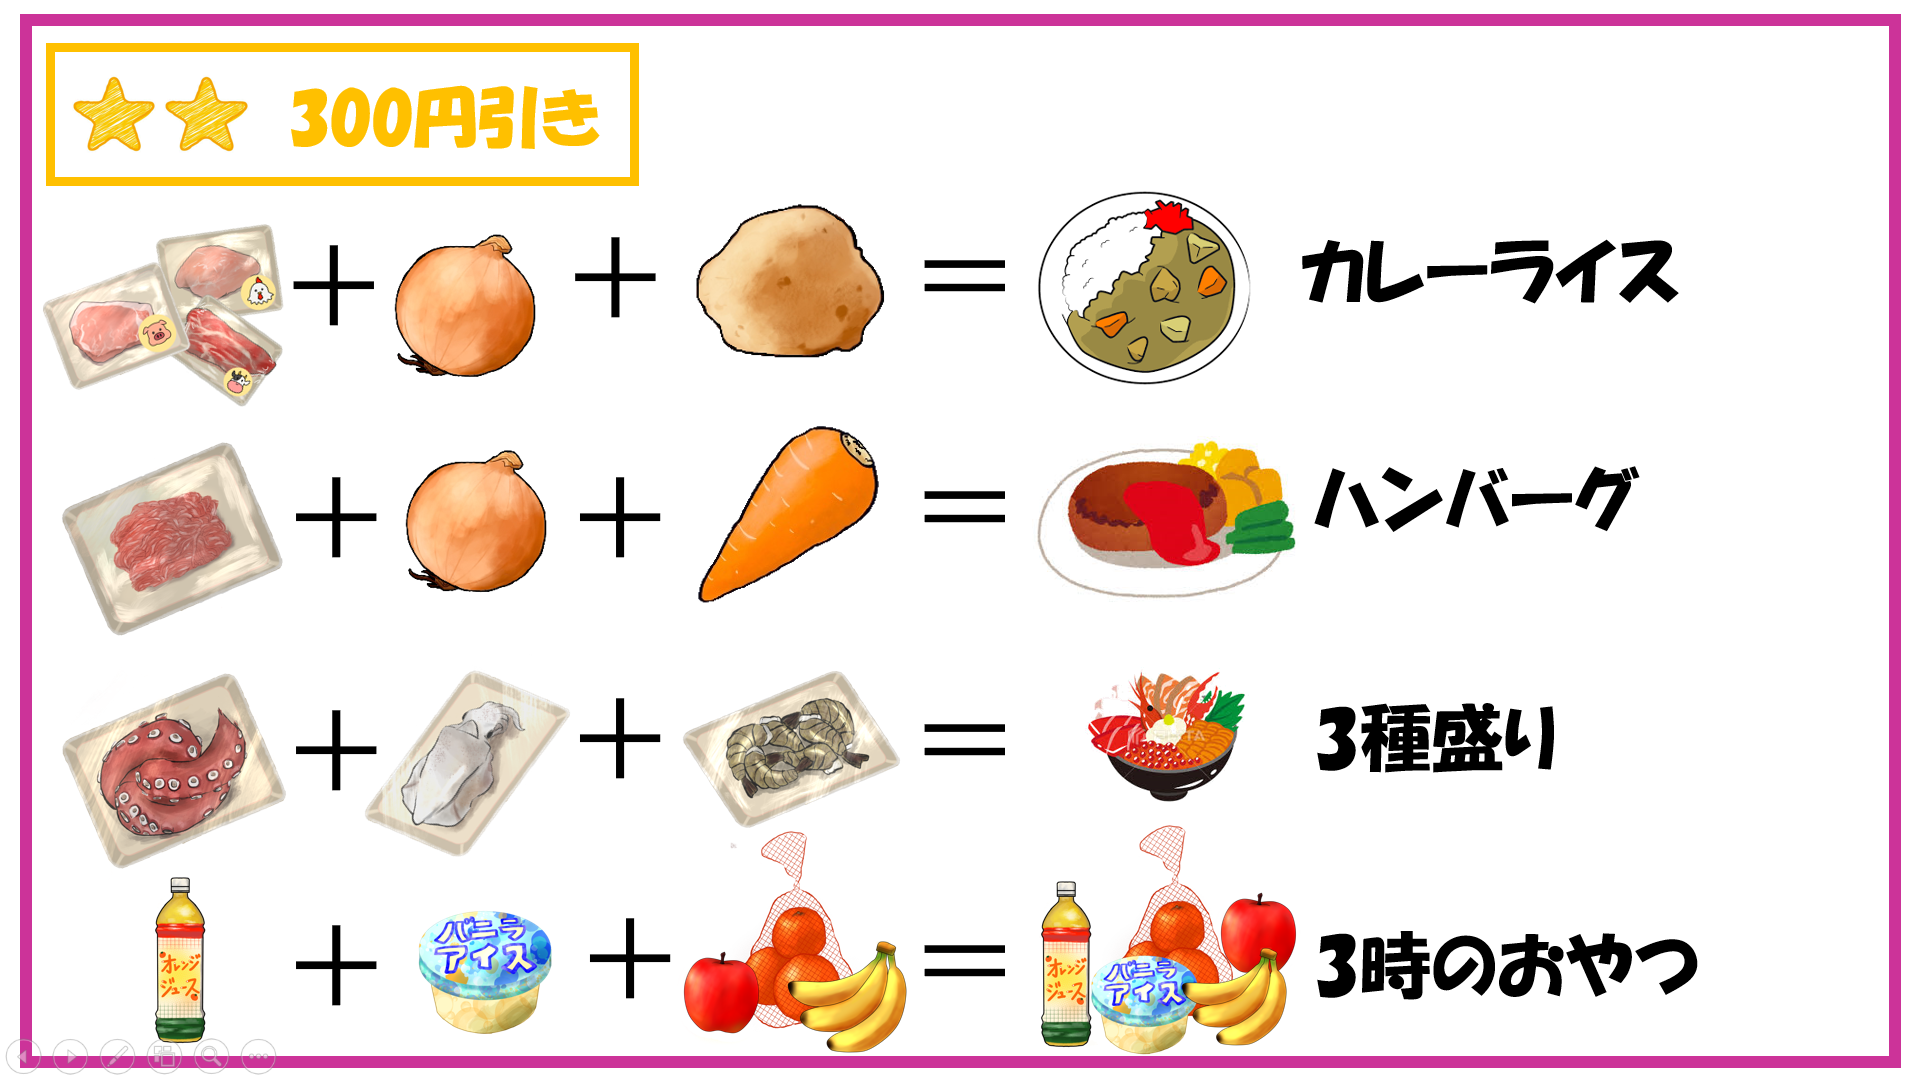 300円引き
カレーライス
ハンバーグ
3種盛り
オレンジ
ジュース
バニラ
アイス
オレンジ
ジュース
バニラ
アイス
3時のおやつ